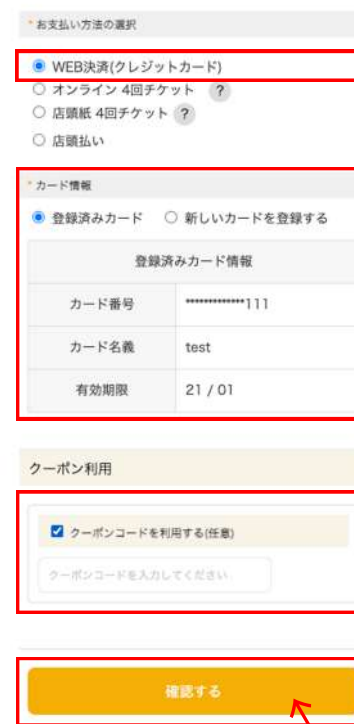 *お支払い方法の選択
WEB決済(クレジットカード)
オンライン 4回チケット ?
店頭紙 4回チケット ?
店頭払い
*カード情報
登録済みカード 新しいカードを登録する
登録済みカード情報
カード番号 *************111
カード名義 test
有効期限 21 / 01
クーポン利用
クーポンコードを利用する(任意)
クーポンコードを入力してください
確認する